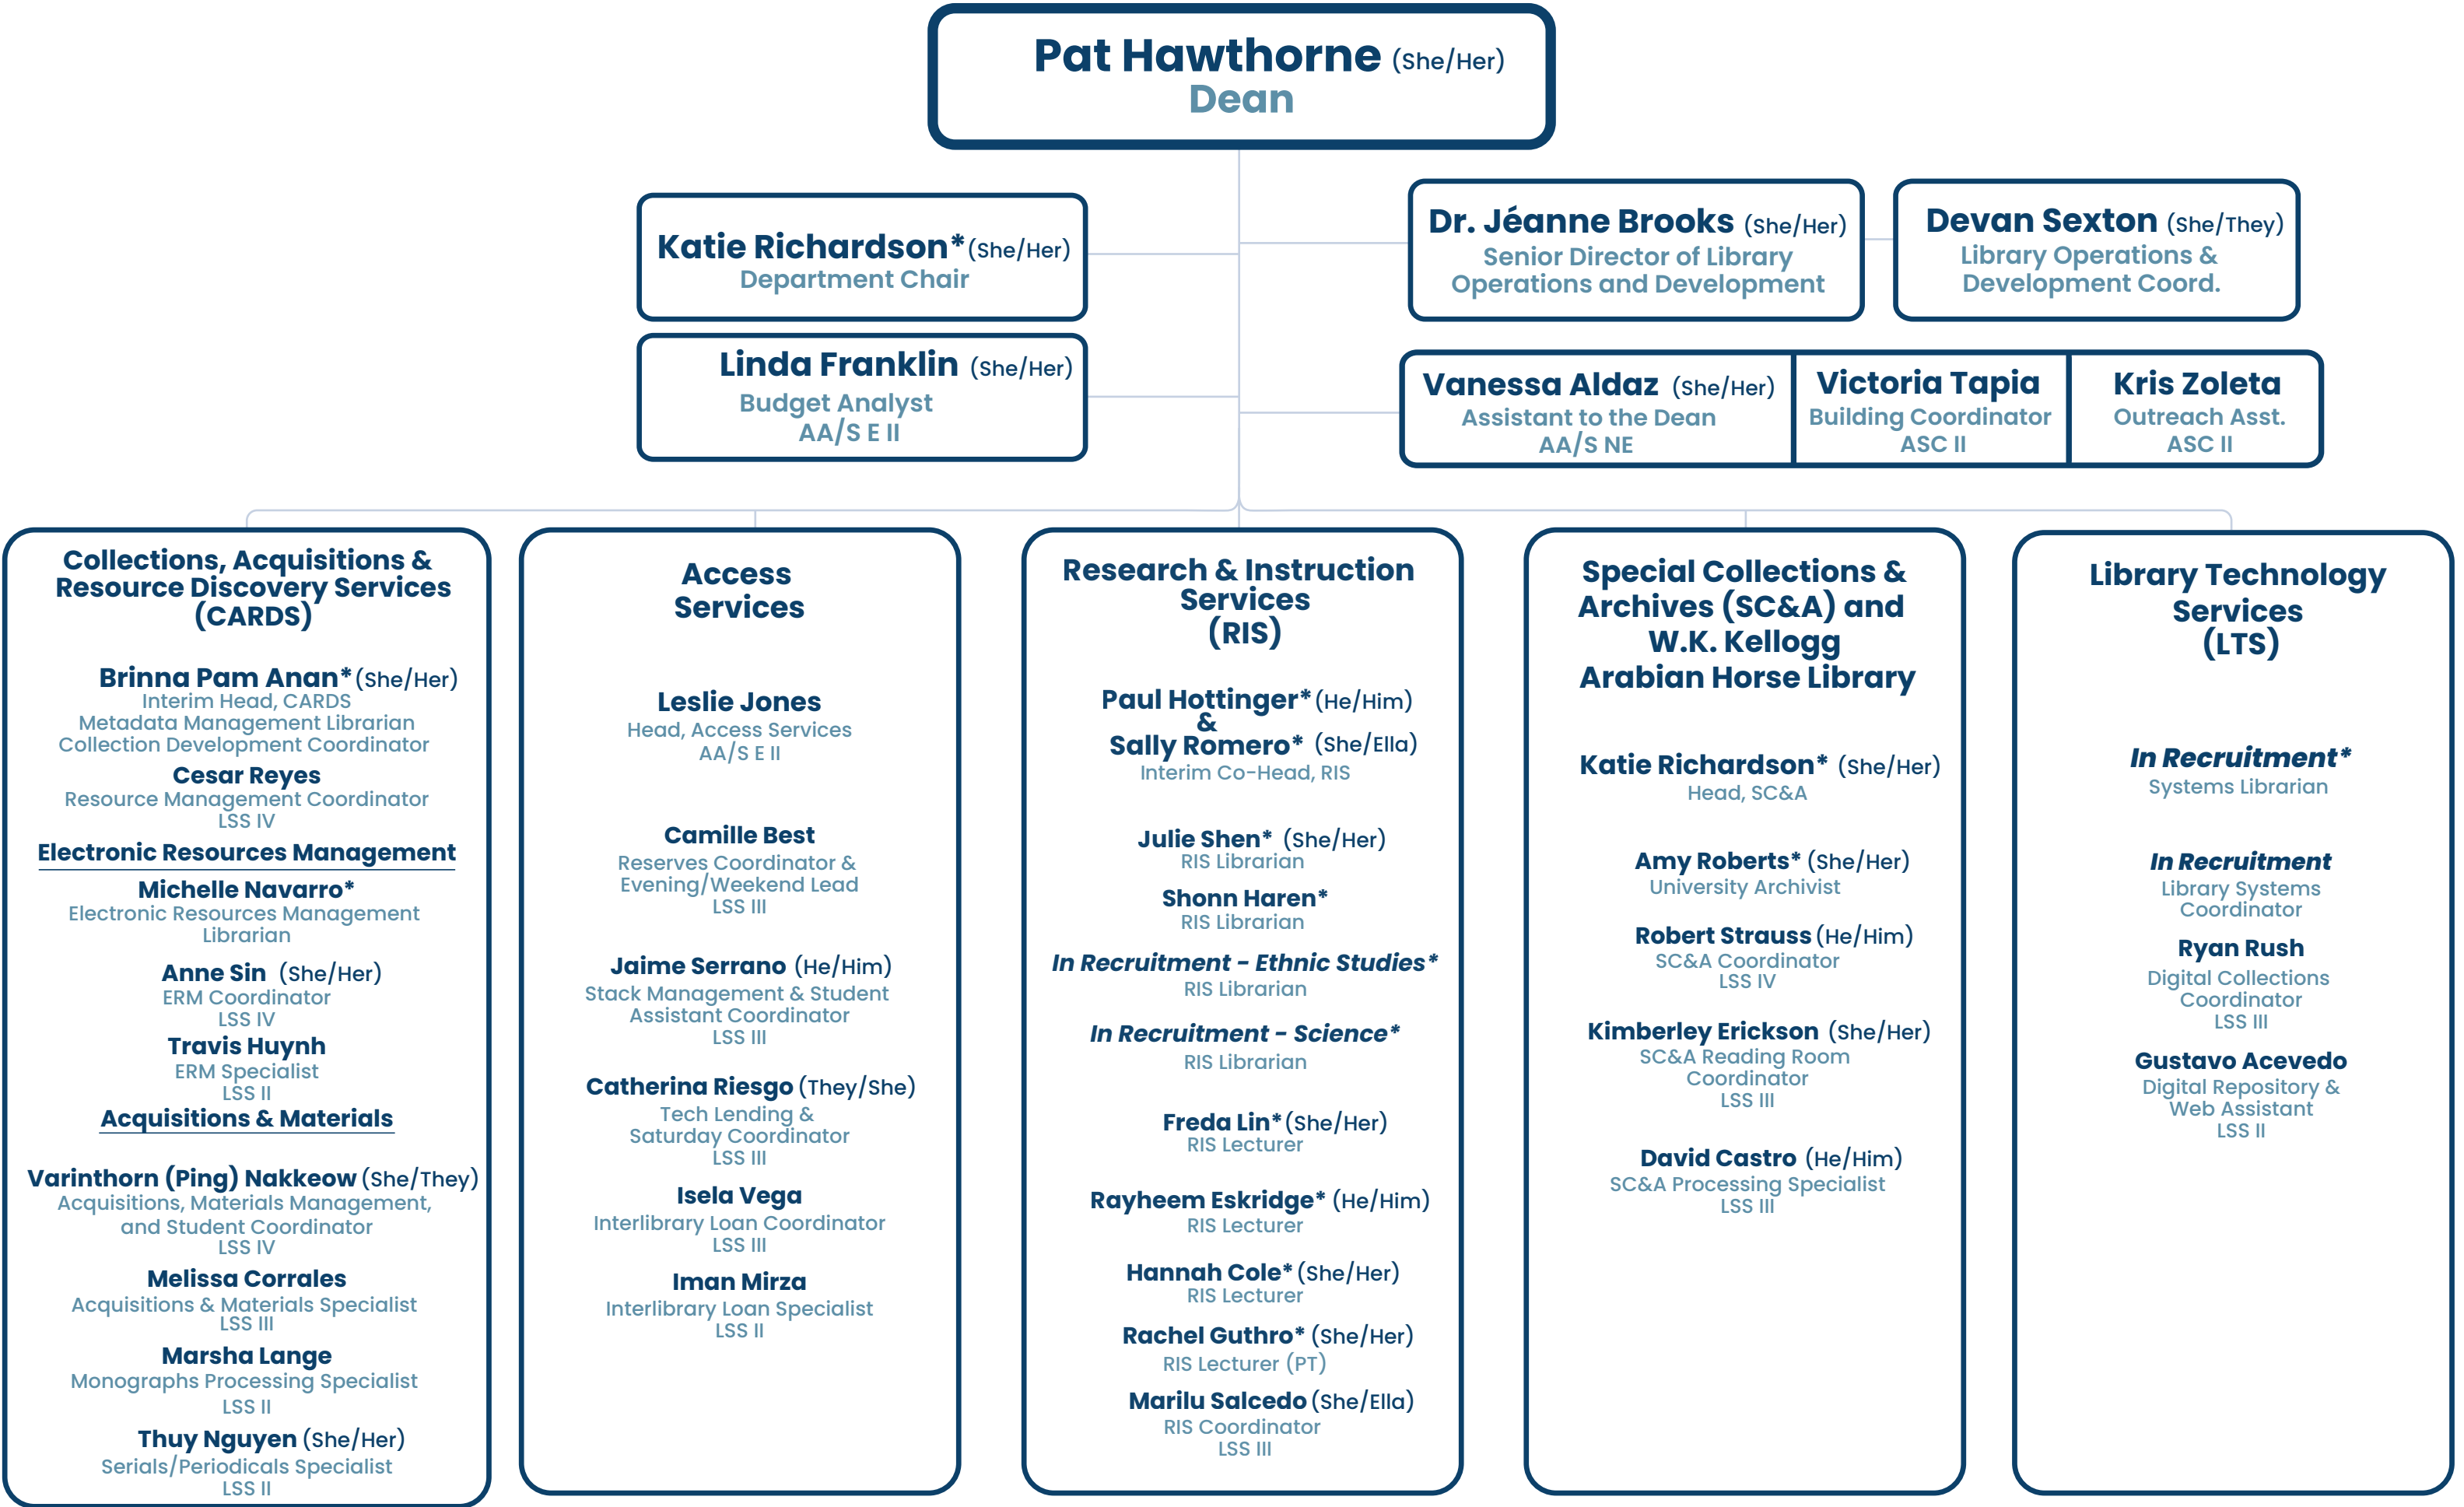 Pat Hawthorne (She/Her)
Dean
Katie Richardson* (She/Her)
Department Chair
Linda Franklin (She/Her)
Budget Analyst
AA/S E II
Dr. Jéanne Brooks (She/Her)
Senior Director of Library
Operations and Development
Devan Sexton (She/They)
Library Operations &
Development Coord.
Vanessa Aldaz (She/Her)
Assistant to the Dean
AA/S NE
Victoria Tapia
Building Coordinator
ASC II
Kris Zoleta
Outreach Asst.
ASC II
Collections, Acquisitions &
Resource Discovery Services
(CARDS)
Brinna Pam Anan* (She/Her)
Interim Head, CARDS
Metadata Management Librarian
Collection Development Coordinator
Cesar Reyes
Resource Management Coordinator
LSS IV
Electronic Resources Management
Michelle Navarro*
Electronic Resources Management
Librarian
Anne Sin (She/Her)
ERM Coordinator
LSS IV
Travis Huynh
ERM Specialist
LSS II
Acquisitions & Materials
Varinthorn (Ping) Nakkeow (She/They)
Acquisitions, Materials Management,
and Student Coordinator
LSS IV
Melissa Corrales
Acquisitions & Materials Specialist
LSS III
Marsha Lange
Monographs Processing Specialist
LSS II
Thuy Nguyen (She/Her)
Serials/Periodicals Specialist
LSS II
Access
Services
Leslie Jones
Head, Access Services
AA/S E II
Camille Best
Reserves Coordinator &
Evening/Weekend Lead
LSS III
Jaime Serrano (He/Him)
Stack Management & Student
Assistant Coordinator
LSS III
Catherina Riesgo (They/She)
Tech Lending &
Saturday Coordinator
LSS III
Isela Vega
Interlibrary Loan Coordinator
LSS III
Iman Mirza
Interlibrary Loan Specialist
LSS II
Research & Instruction
Services
(RIS)
Paul Hottinger* (He/Him)
&
Sally Romero* (She/Ella)
Interim Co-Head, RIS
Julie Shen* (She/Her)
RIS Librarian
Shonn Haren*
RIS Librarian
In Recruitment - Ethnic Studies*
RIS Librarian
In Recruitment - Science*
RIS Librarian
Freda Lin* (She/Her)
RIS Lecturer
Rayheem Eskridge* (He/Him)
RIS Lecturer
Hannah Cole* (She/Her)
RIS Lecturer
Rachel Guthro* (She/Her)
RIS Lecturer (PT)
Marilu Salcedo (She/Ella)
RIS Coordinator
LSS III
Special Collections &
Archives (SC&A) and
W.K. Kellogg
Arabian Horse Library
Katie Richardson* (She/Her)
Head, SC&A
Amy Roberts* (She/Her)
University Archivist
Robert Strauss (He/Him)
SC&A Coordinator
LSS IV
Kimberley Erickson (She/Her)
SC&A Reading Room
Coordinator
LSS III
David Castro (He/Him)
SC&A Processing Specialist
LSS III
Library Technology
Services
(LTS)
In Recruitment*
Systems Librarian
In Recruitment
Library Systems
Coordinator
Ryan Rush
Digital Collections
Coordinator
LSS III
Gustavo Acevedo
Digital Repository &
Web Assistant
LSS II